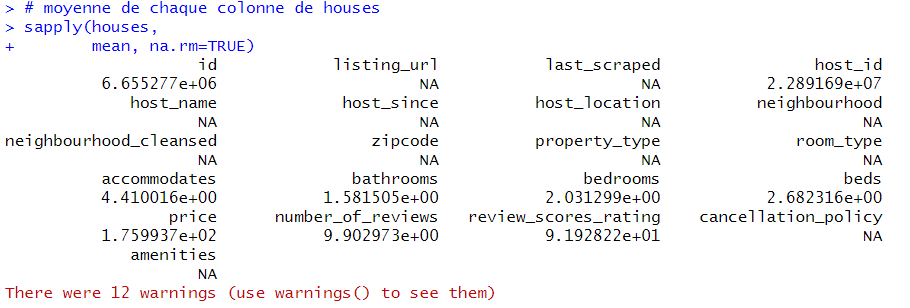 > # moyenne de chaque colonne de houses
> sapply(houses,
+        mean, na.rm=TRUE)
id listing_url last_scraped host_id
6.655277e+06 NA NA 2.289169e+07
host_name host_since host_location neighbourhood
NA NA NA NA
neighbourhood_cleansed zipcode property_type room_type
NA NA NA NA
accommodates bathrooms bedrooms beds
4.410016e+00 1.581505e+00 2.031299e+00 2.682316e+00
price number_of_reviews review_scores_rating cancellation_policy
1.759937e+02 9.902973e+00 9.192822e+01 NA
amenities
NA
There were 12 warnings (use warnings() to see them)